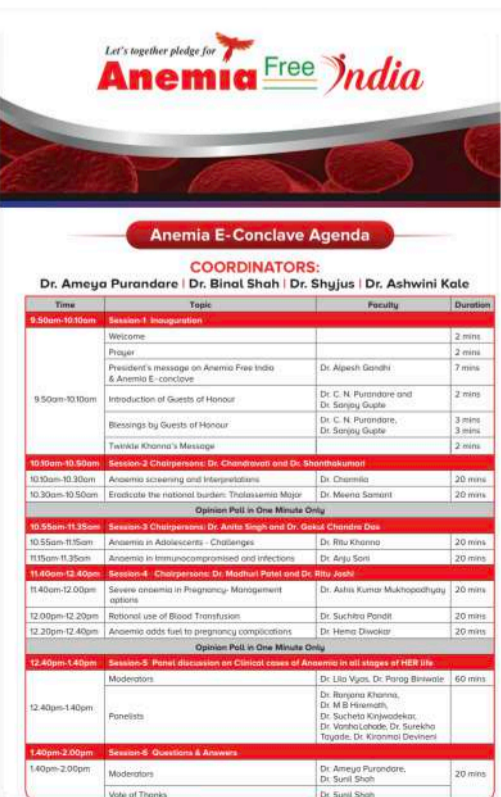 Let's together pledge for
Anemia Free India
Anemia E-Conclave Agenda
COORDINATORS:
Dr. Ameya Purandare | Dr. Binal Shah | Dr. Shyjus | Dr. Ashwini Kale
Time Topic Faculty Duration
9.50am-10.10am Session-1 Inauguration
Welcome 2 mins
Prayer 2 mins
President's message on Anemia Free India Dr. Alpesh Gandhi 7 mins
& Anemia E-conclave
9.50am-10.10am Introduction of Guests of Honour Dr. C. N. Purandare and 2 mins
Dr. Sanjay Gupte
Blessings by Guests of Honour Dr. C. N. Purandare, 3 mins
Dr. Sanjay Gupte 3 mins
Twinkle Khanna's Message 2 mins
10.10am-10.50am Session-2 Chairpersons: Dr. Chandravati and Dr. Shanthakumari
10.10am-10.30am Anaemia screening and Interpretations Dr. Charmila 20 mins
10.30am-10.50am Eradicate the national burden: Thalassemia Major Dr. Meena Samant 20 mins
Opinion Poll in One Minute Only
10.55am-11.35am Session-3 Chairpersons: Dr. Anita Singh and Dr. Gokul Chandra Das
10.55am-11.15am Anaemia in Adolescents - Challenges Dr. Ritu Khanna 20 mins
11.15am-11.35am Anaemia in Immunocompromised and infections Dr. Anju Soni 20 mins
11.40am-12.40pm Session-4 Chairpersons: Dr. Madhuri Patel and Dr. Ritu Joshi
11.40am-12.00pm Severe anaemia in Pregnancy- Management Dr. Ashis Kumar Mukhopadhyay 20 mins
options
12.00pm-12.20pm Rational use of Blood Transfusion Dr. Suchitra Pandit 20 mins
12.20pm-12.40pm Anaemia adds fuel to pregnancy complications Dr. Hema Diwakar 20 mins
Opinion Poll in One Minute Only
12.40pm-1.40pm Session-5 Panel discussion on Clinical cases of Anaemia in all stages of HER life
Moderators Dr. Lila Vyas, Dr. Parag Biniwale 60 mins
12.40pm-1.40pm Panelists Dr. Ranjana Khanna,
Dr. M B Hiremath,
Dr. Sucheta Kinjwadekar,
Dr. Varsha Lahade, Dr. Surekha
Tayade, Dr. Kiranmai Devineni
1.40pm-2.00pm Session-6 Questions & Answers
1.40pm-2.00pm Moderators Dr. Ameya Purandare, 20 mins
Dr. Sunil Shah
Vote of Thanks Dr. Sunil Shah